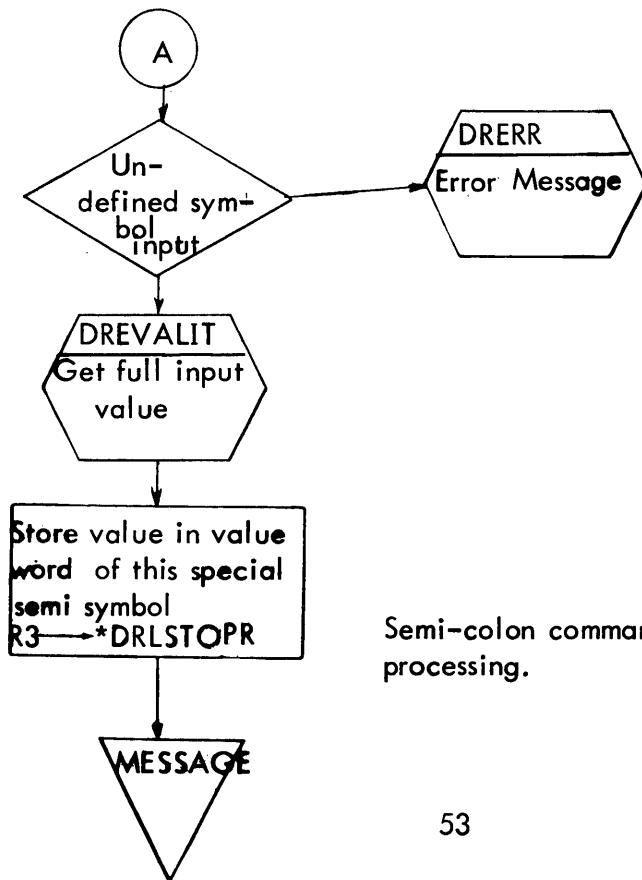 A
Un-
defined sym-
bol
input
DRERR
Error Message
DREVALIT
Get full input
value
Store value in value
word of this special
semi symbol
R3→*DRLSTOPR
Semi-colon comman
processing.
MESSAGE
53